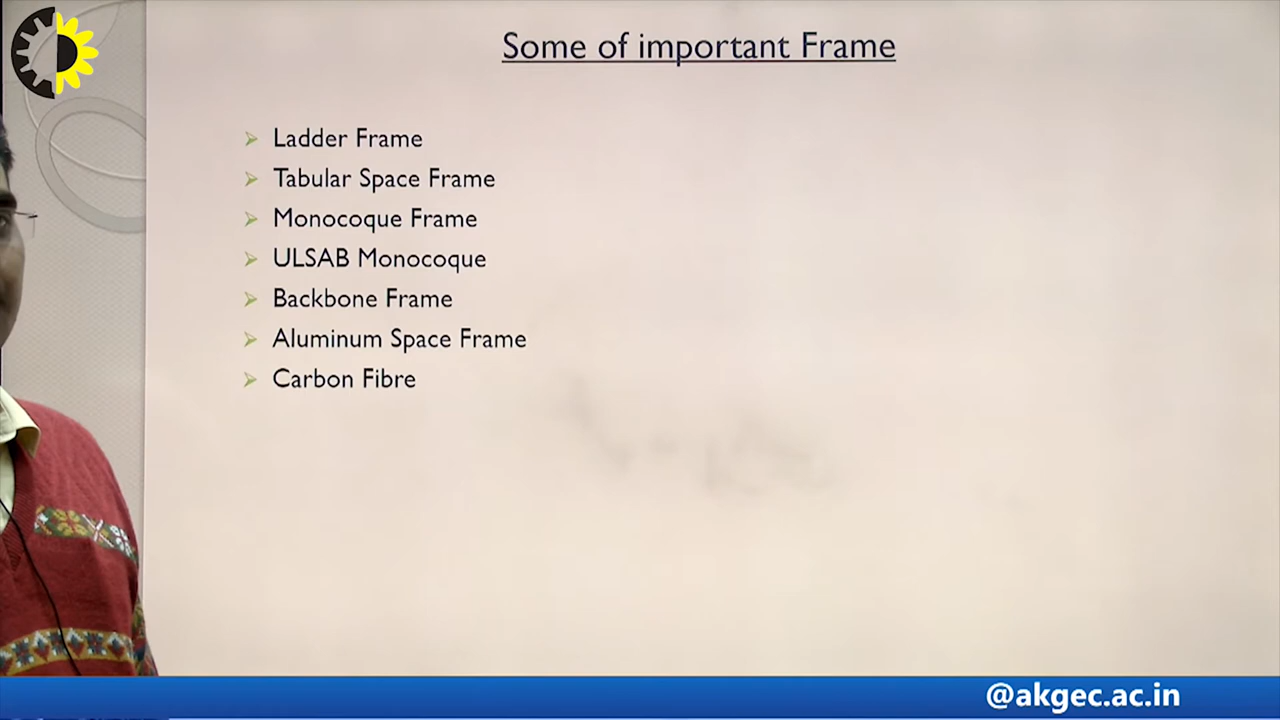 Some of important Frame
Ladder Frame
Tabular Space Frame
Monocoque Frame
ULSAB Monocoque
Backbone Frame
Aluminum Space Frame
Carbon Fibre
@akgec.ac.in